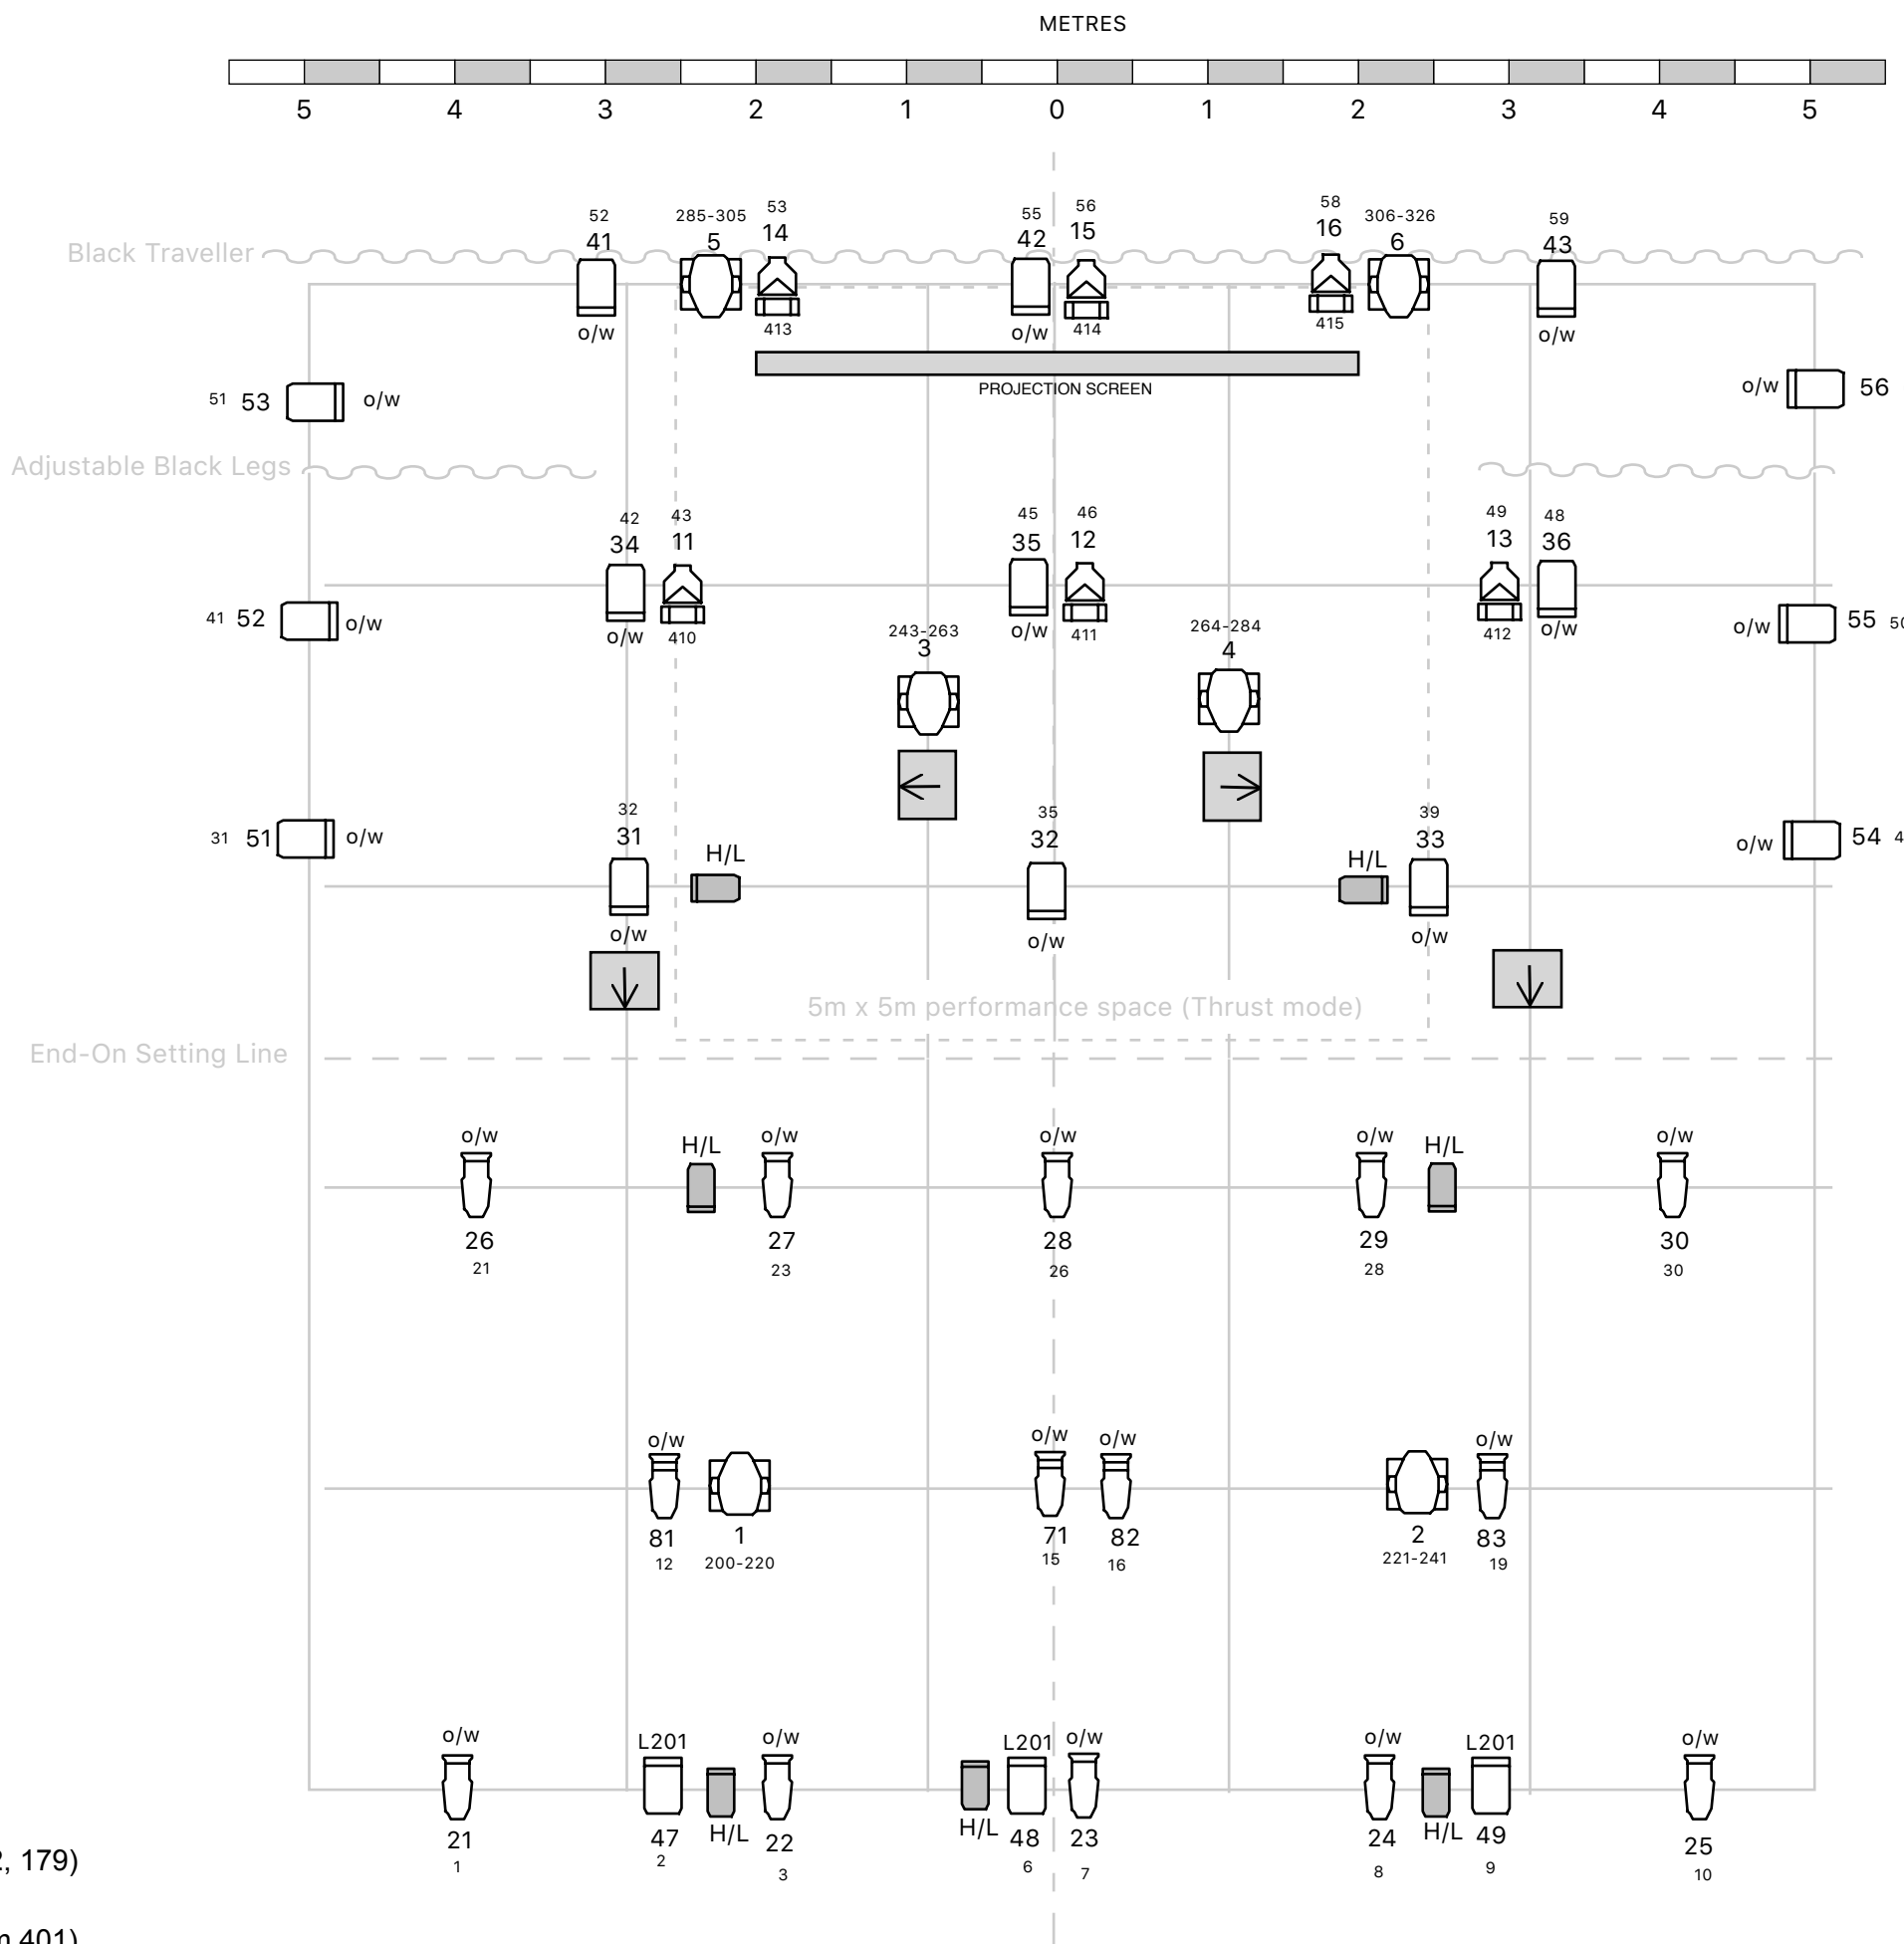 METRES
5 4 3 2 1 0 1 2 3 4 5
52 285-305 53 55 56 58 306-326 59
41 5 14 42 15 16 6 43
Black Traveller
o/w 413 o/w 414 415 o/w
PROJECTION SCREEN
51 53 o/w o/w 56
Adjustable Black Legs
42 43 45 46 49 48
34 11 35 12 13 36
41 52 o/w o/w 410 o/w 411 412 o/w o/w 55
243-263 264-284
3 4
32 35 39
31 51 o/w 31 32 33 o/w 54
H/L H/L
o/w o/w o/w
5m x 5m performance space (Thrust mode)
End-On Setting Line
o/w H/L o/w o/w o/w H/L o/w
26 27 28 29 30
21 23 26 28 30
o/w o/w o/w o/w
81 1 71 82 2 83
12 200-220 15 16 221-241 19
o/w L201 o/w L201 o/w o/w L201 o/w
21 47 H/L 22 H/L 48 23 24 H/L 49 25
1 2 3 6 7 8 9 10
179)
401)